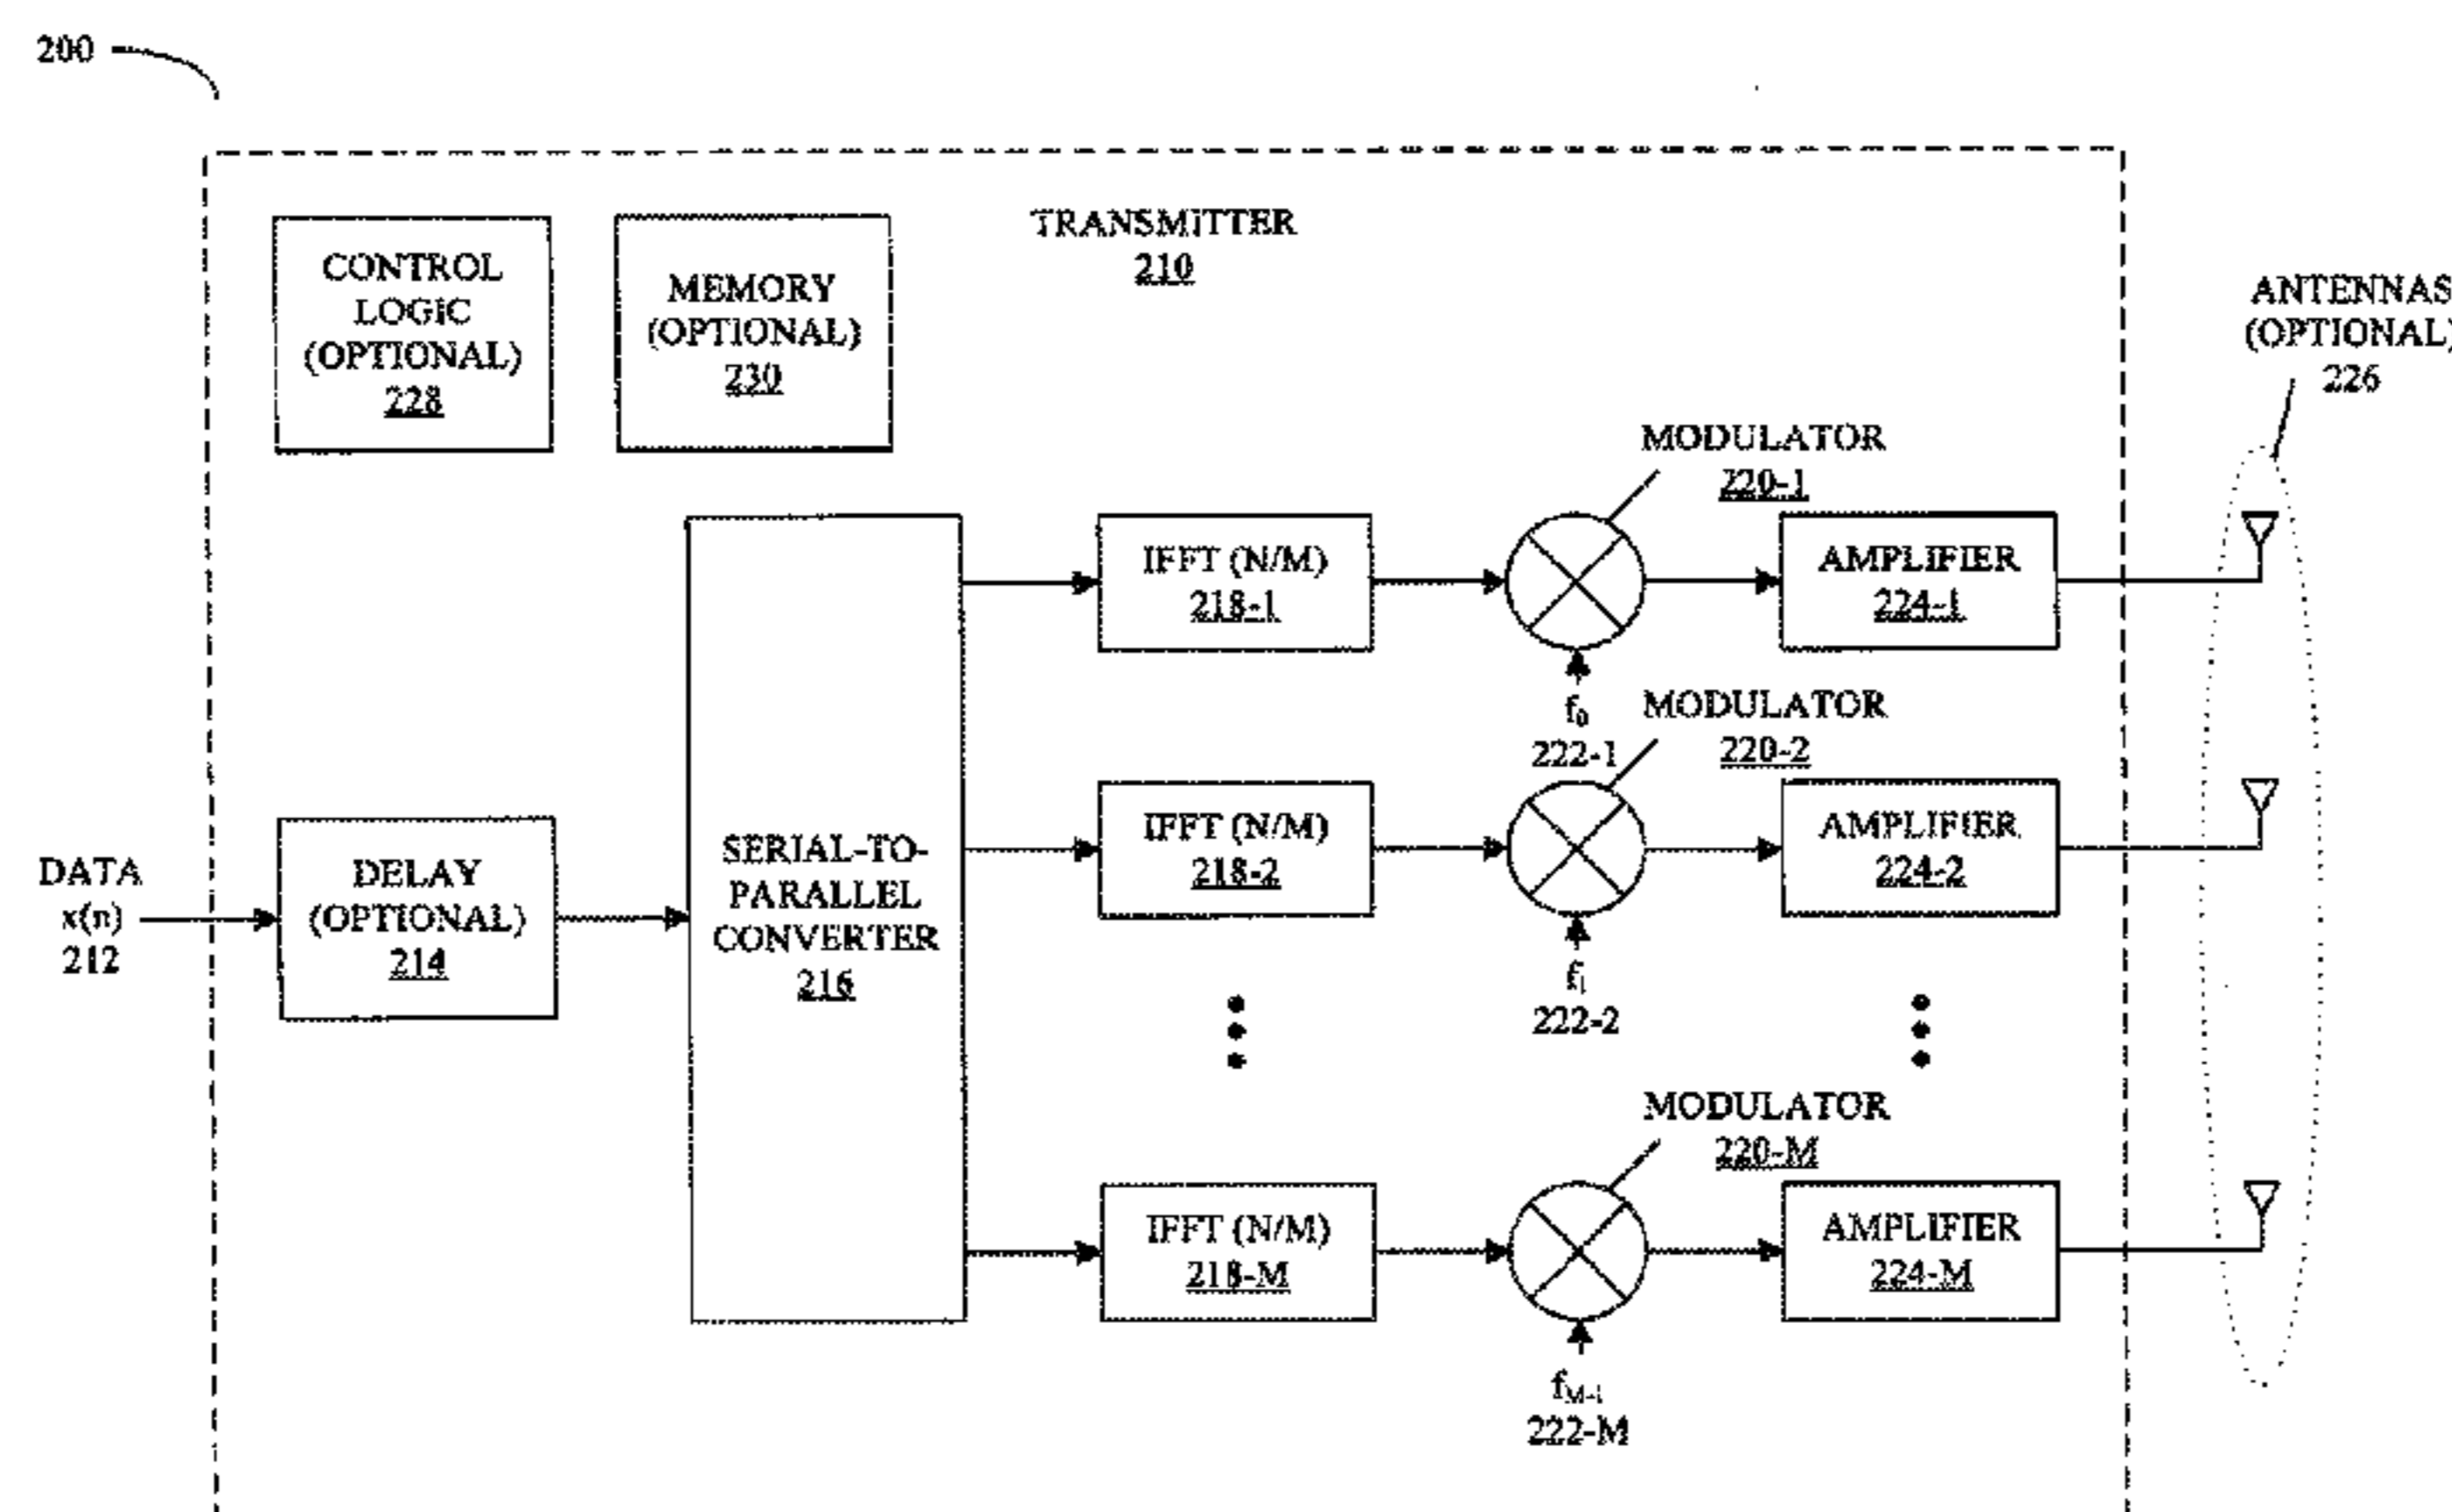 200
TRANSMITTER
210
CONTROL
LOGIC
(OPTIONAL)
228
MEMORY
(OPTIONAL)
230
ANTENNAS
(OPTIONAL)
226
MODULATOR
220-1
IFFT (N/M)
218-1
AMPLIFIER
224-1
f0
222-1
MODULATOR
220-2
IFFT (N/M)
218-2
AMPLIFIER
224-2
f1
222-2
DATA
x(n)
212
DELAY
(OPTIONAL)
214
SERIAL-TO-
PARALLEL
CONVERTER
216
MODULATOR
220-M
IFFT (N/M)
218-M
AMPLIFIER
224-M
fM-1
222-M